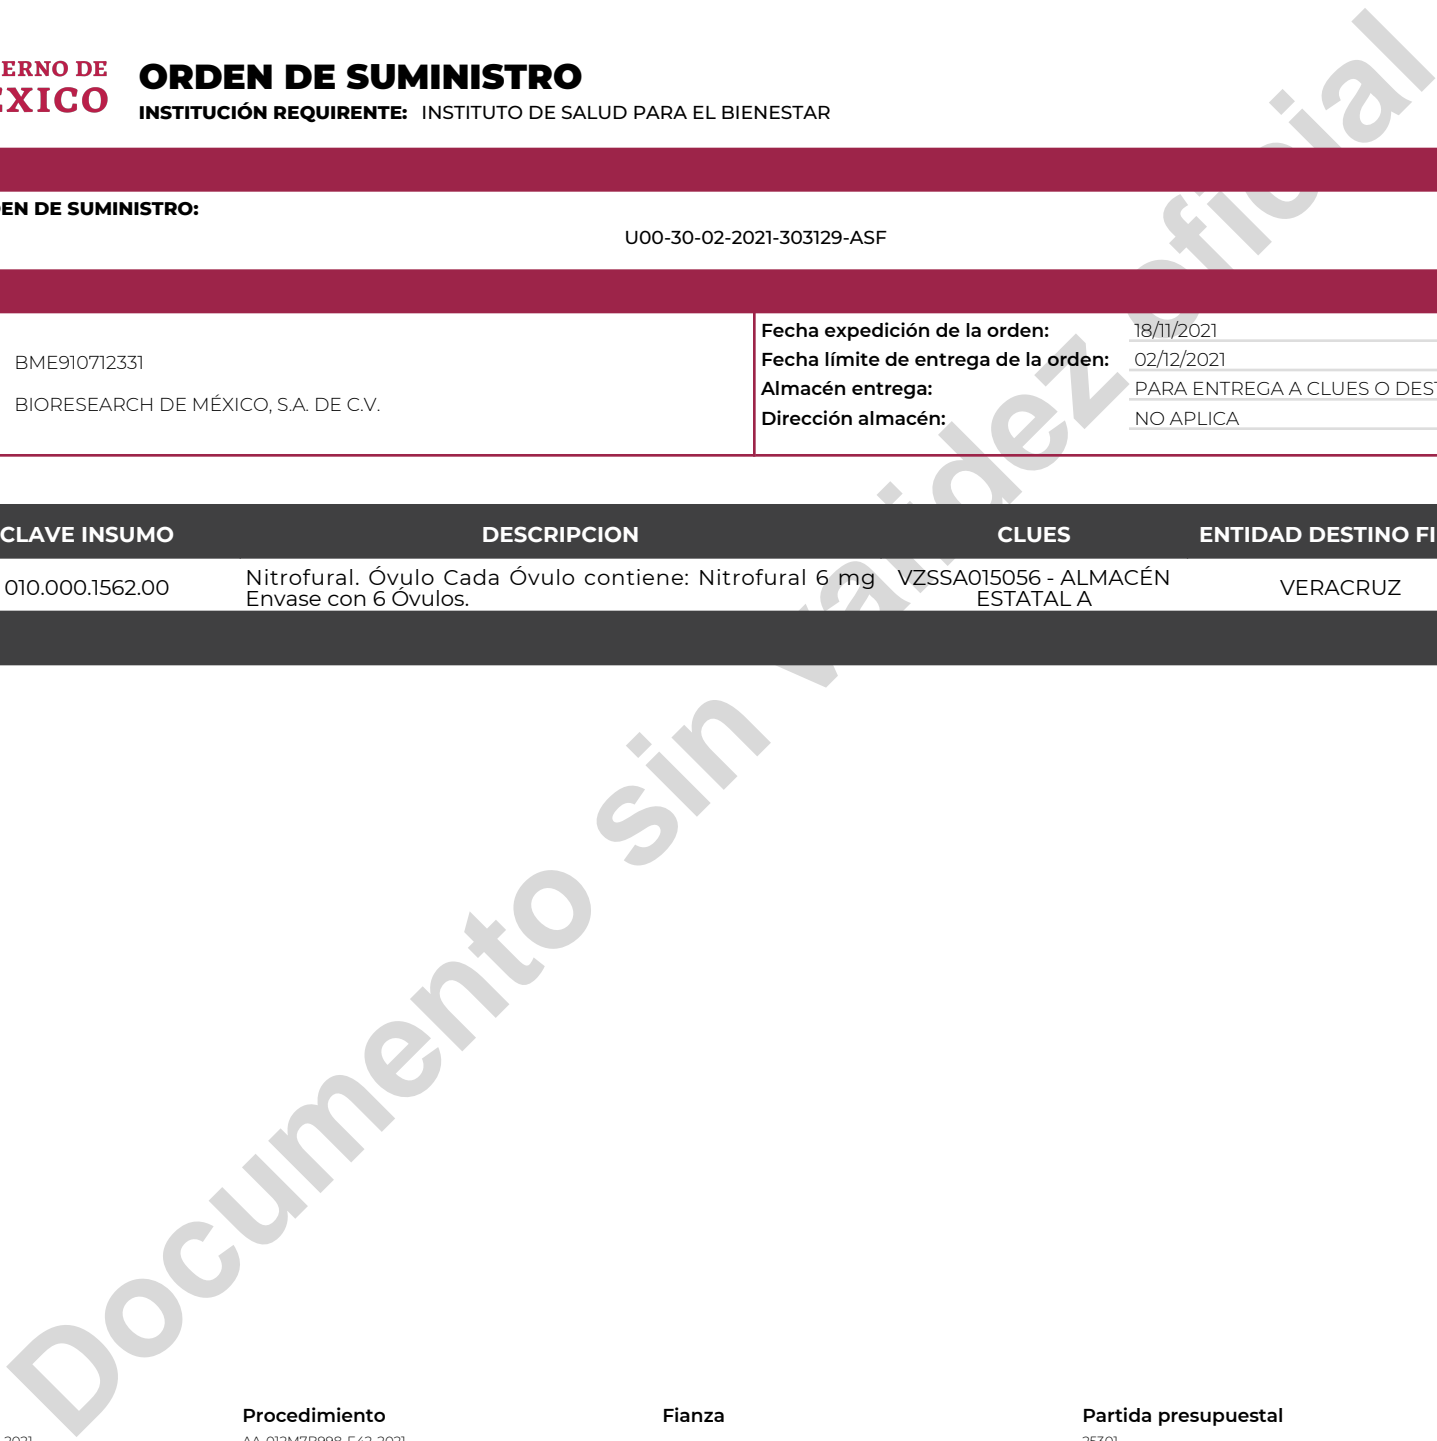 ERNO DE
ORDEN DE SUMINISTRO
XICO
INSTITUCIÓN REQUIRENTE: INSTITUTO DE SALUD PARA EL BIENESTAR
EN DE SUMINISTRO:
U00-30-02-2021-303129-ASF
Fecha expedición de la orden: 18/11/2021
BME910712331
Fecha límite de entrega de la orden: 02/12/2021
Almacén entrega: PARA ENTREGA A CLUES O DEST
BIORESEARCH DE MÉXICO, S.A. DE C.V.
Dirección almacén: NO APLICA
CLAVE INSUMO DESCRIPCION CLUES ENTIDAD DESTINO FI
010.000.1562.00 Nitrofural. Óvulo Cada Óvulo contiene: Nitrofural 6 mg Envase con 6 Óvulos. VZSSA015056 - ALMACÉN ESTATAL A VERACRUZ
Documento sin validez oficial
Procedimiento Fianza Partida presupuestal